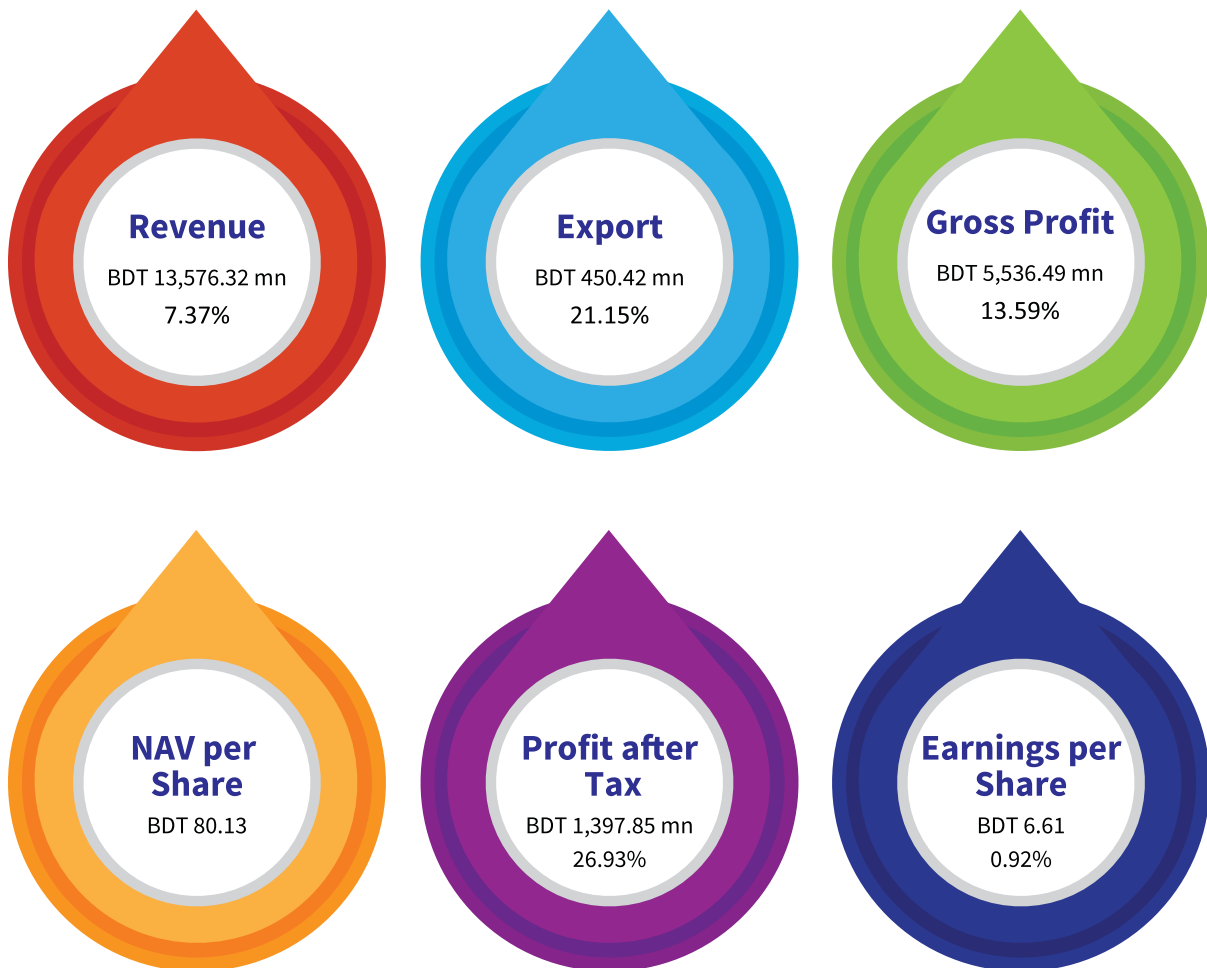 Revenue
BDT 13,576.32 mn
7.37%
Export
BDT 450.42 mn
21.15%
Gross Profit
BDT 5,536.49 mn
13.59%
NAV per
Share
BDT 80.13
Profit after
Tax
BDT 1,397.85 mn
26.93%
Earnings per
Share
BDT 6.61
0.92%